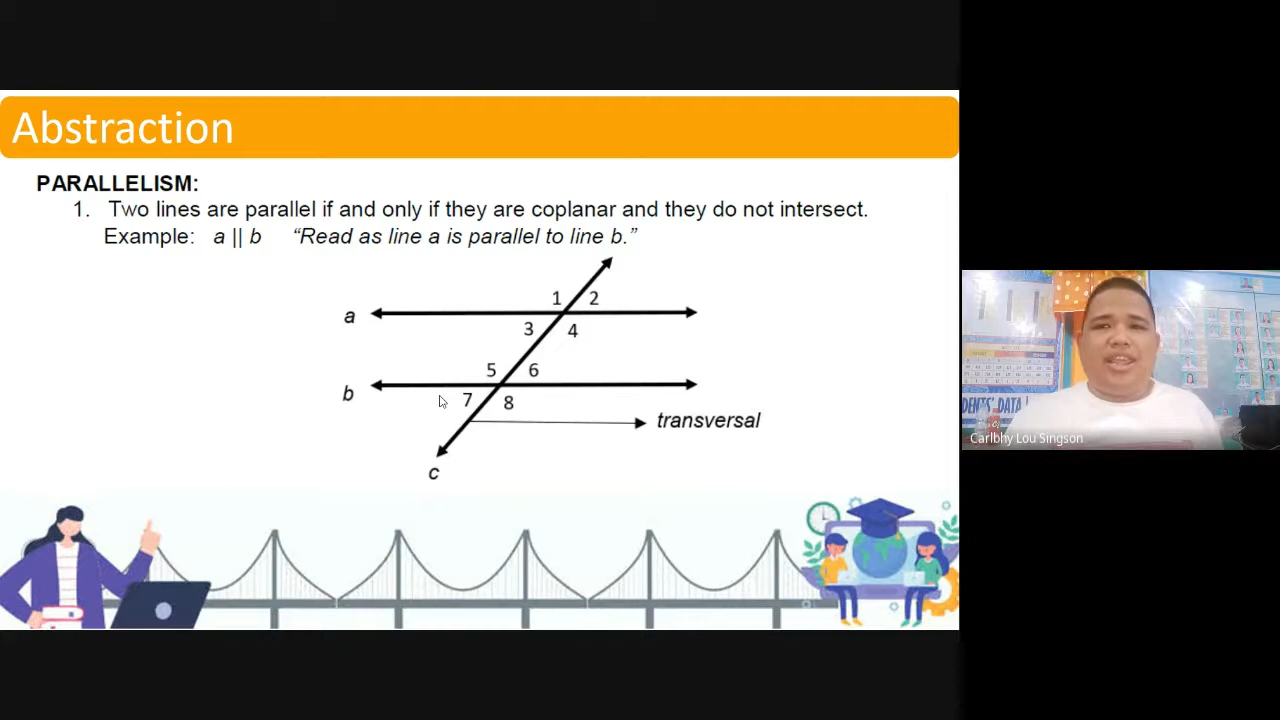 Abstraction
PARALLELISM:
1. Two lines are parallel if and only if they are coplanar and they do not intersect.
Example: a || b “Read as line a is parallel to line b.”
1 2
a
3 4
5 6
b
7 8
transversal
c
DENTS' DATA
Carlbhy Lou Singson